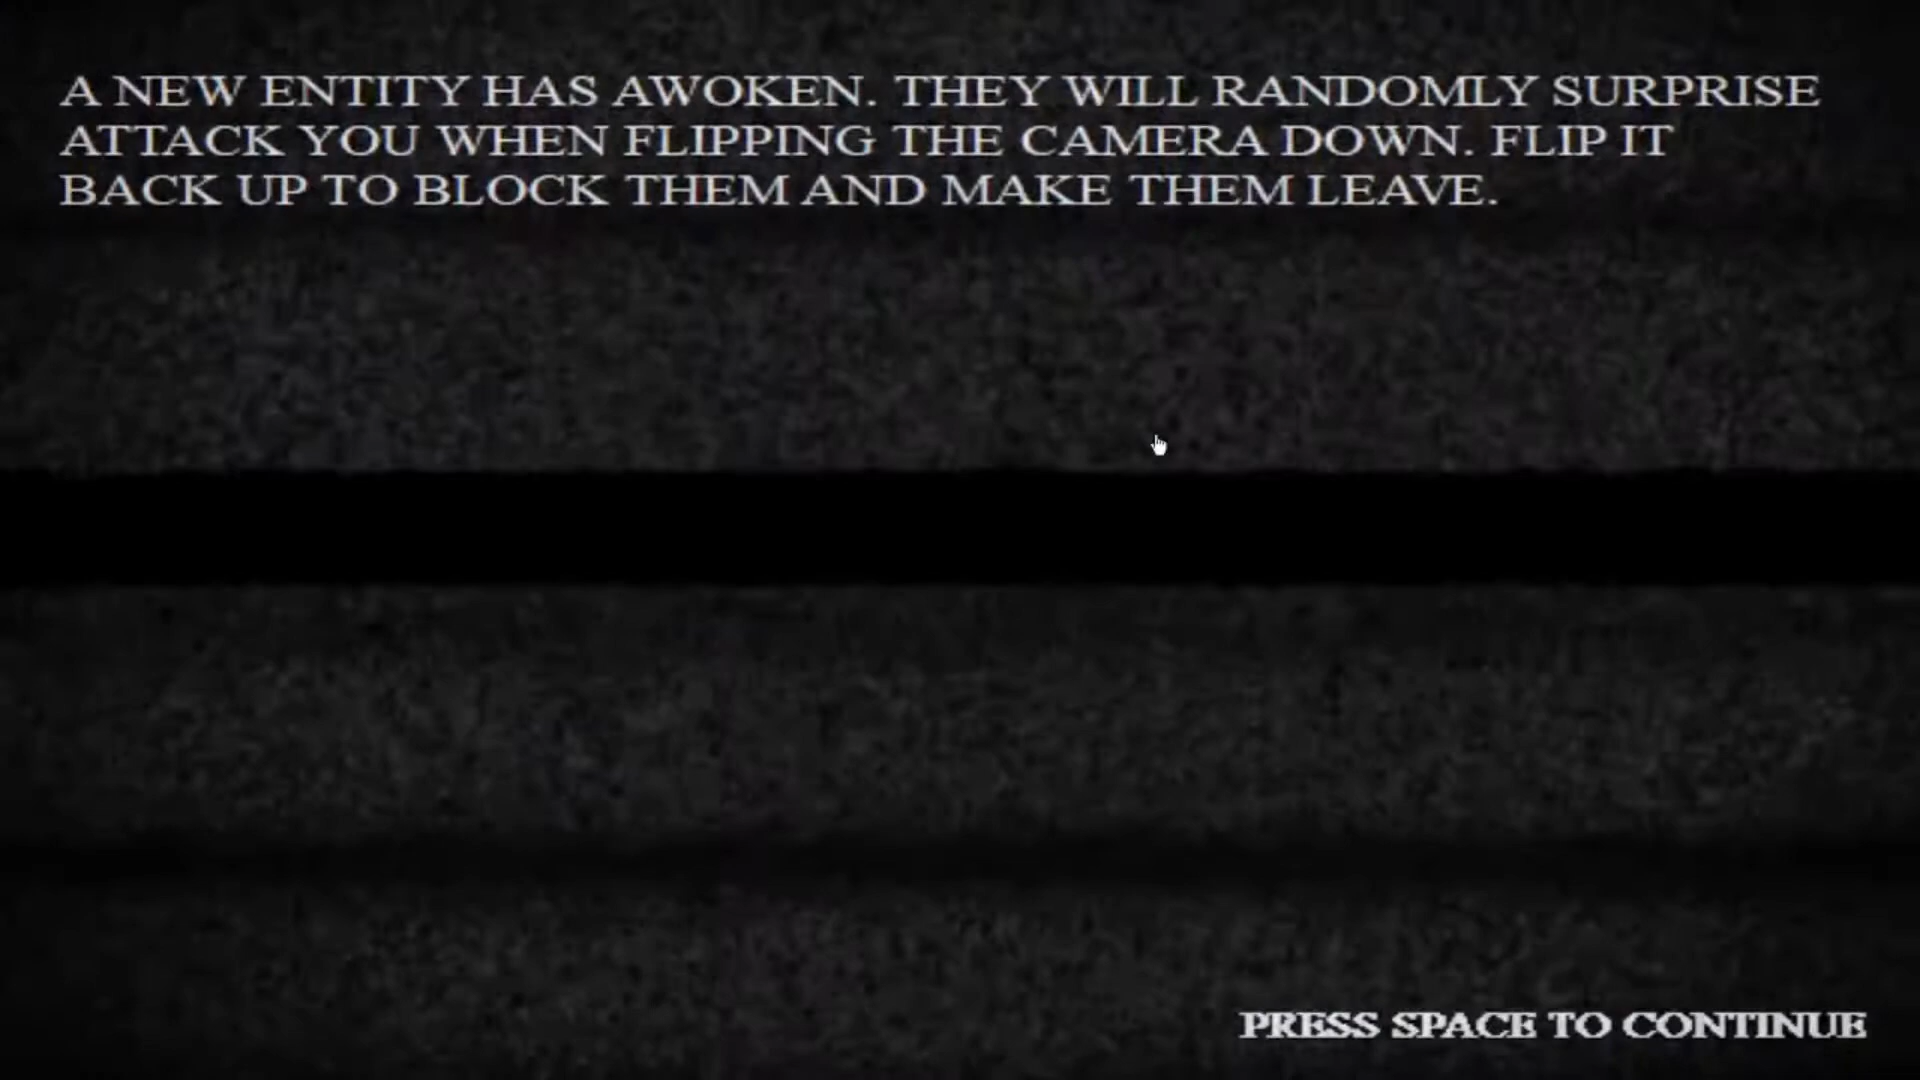 A NEW ENTITY HAS AWOKEN. THEY WILL RANDOMLY SURPRISE
ATTACK YOU WHEN FLIPPING THE CAMERA DOWN. FLIP IT
BACK UP TO BLOCK THEM AND MAKE THEM LEAVE.
PRESS SPACE TO CONTINUE